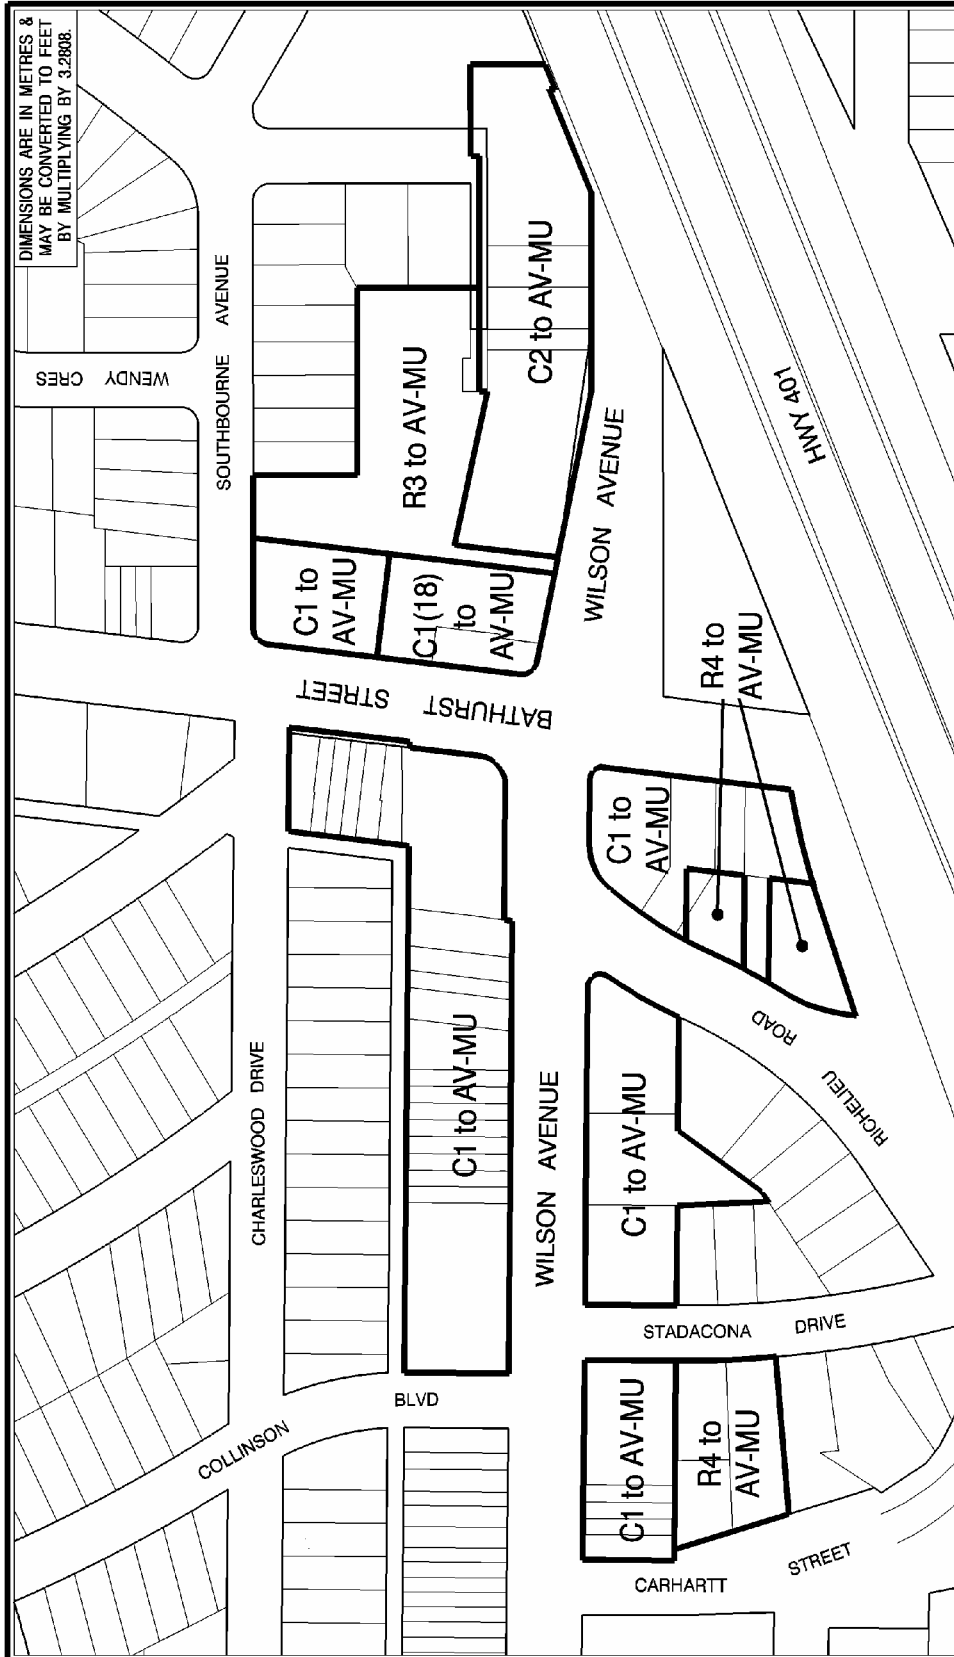 DIMENSIONS ARE IN METRES &
MAY BE CONVERTED TO FEET
BY MULTIPLYING BY 3.2808.
WENDY CRES
SOUTHBOURNE AVENUE
R3 to AV-MU
C2 to AV-MU
HWY 401
WILSON AVENUE
C1 to
AV-MU
C1(18)
to
AV-MU
BATHURST STREET
R4 to
AV-MU
C1 to
AV-MU
RICHELIEU ROAD
CHARLESWOOD DRIVE
C1 to AV-MU
WILSON AVENUE
C1 to AV-MU
STADACONA DRIVE
COLLINSON BLVD
C1 to AV-MU
R4 to
AV-MU
CARHARTT STREET